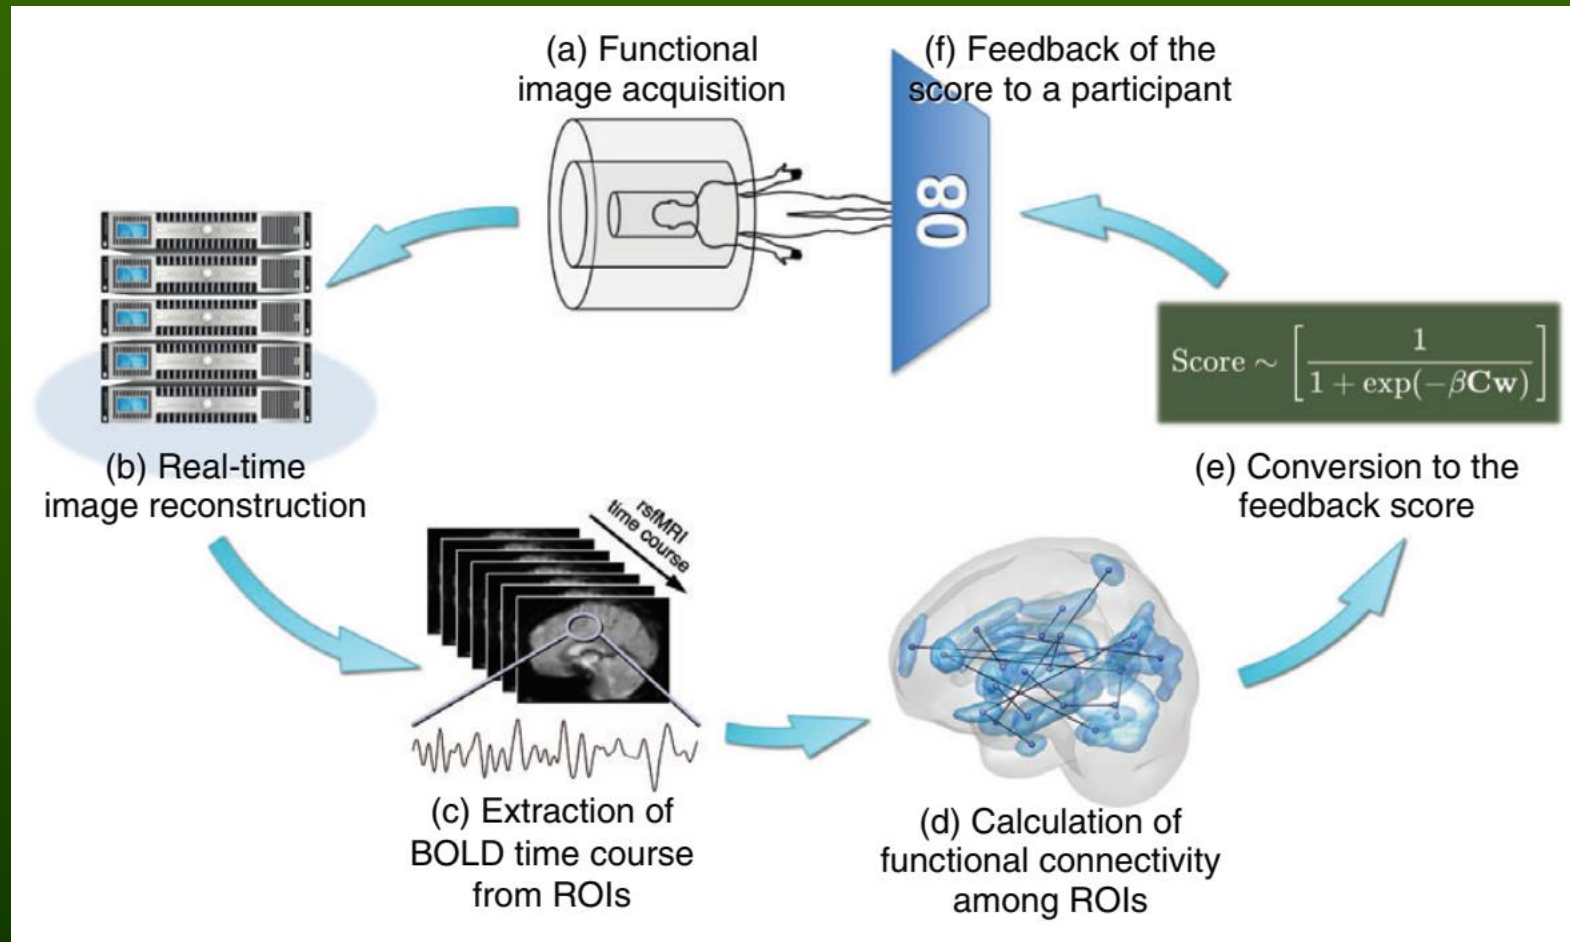 (a) Functional
image acquisition
(f) Feedback of the
score to a participant
80
Score ∼ [ 1 / 1 + exp(−βCw) ]
(b) Real-time
image reconstruction
(e) Conversion to the
feedback score
rsfMRI
time course
(c) Extraction of
BOLD time course
from ROIs
(d) Calculation of
functional connectivity
among ROIs